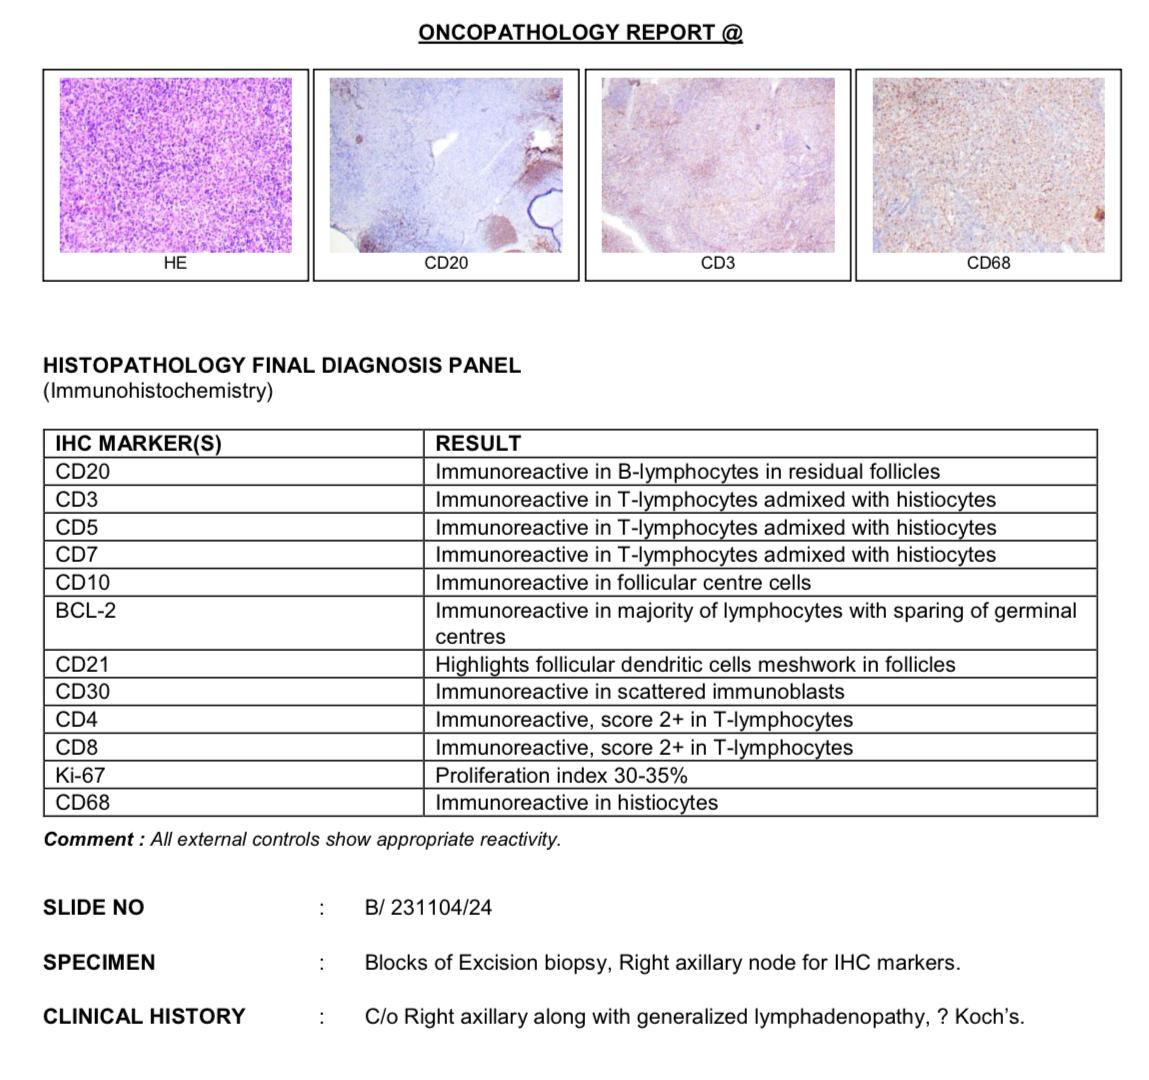 ONCOPATHOLOGY REPORT @
HE
CD20
CD3
CD68
HISTOPATHOLOGY FINAL DIAGNOSIS PANEL
(Immunohistochemistry)
IHC MARKER(S) RESULT
CD20 Immunoreactive in B-lymphocytes in residual follicles
CD3 Immunoreactive in T-lymphocytes admixed with histiocytes
CD5 Immunoreactive in T-lymphocytes admixed with histiocytes
CD7 Immunoreactive in T-lymphocytes admixed with histiocytes
CD10 Immunoreactive in follicular centre cells
BCL-2 Immunoreactive in majority of lymphocytes with sparing of germinal
centres
CD21 Highlights follicular dendritic cells meshwork in follicles
CD30 Immunoreactive in scattered immunoblasts
CD4 Immunoreactive, score 2+ in T-lymphocytes
CD8 Immunoreactive, score 2+ in T-lymphocytes
Ki-67 Proliferation index 30-35%
CD68 Immunoreactive in histiocytes
Comment : All external controls show appropriate reactivity.
SLIDE NO : B/ 231104/24
SPECIMEN : Blocks of Excision biopsy, Right axillary node for IHC markers.
CLINICAL HISTORY : C/o Right axillary along with generalized lymphadenopathy, ? Koch's.